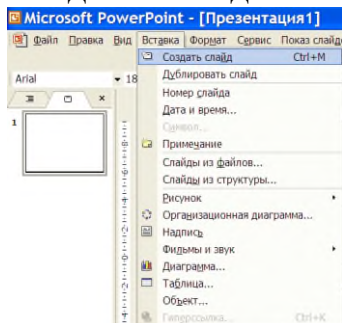 Microsoft PowerPoint - [Презентация1]
Файл Правка Вид Вставка Формат Сервис Показ слайдов
Arial 18
1
Создать слайд Ctrl+M
Дублировать слайд
Номер слайда
Дата и время...
Символ...
Примечание
Слайды из файлов...
Слайды из структуры...
Рисунок
Организационная диаграмма...
Надпись
Фильмы и звук
Диаграмма...
Таблица...
Объект...
Гиперссылка... Ctrl+K